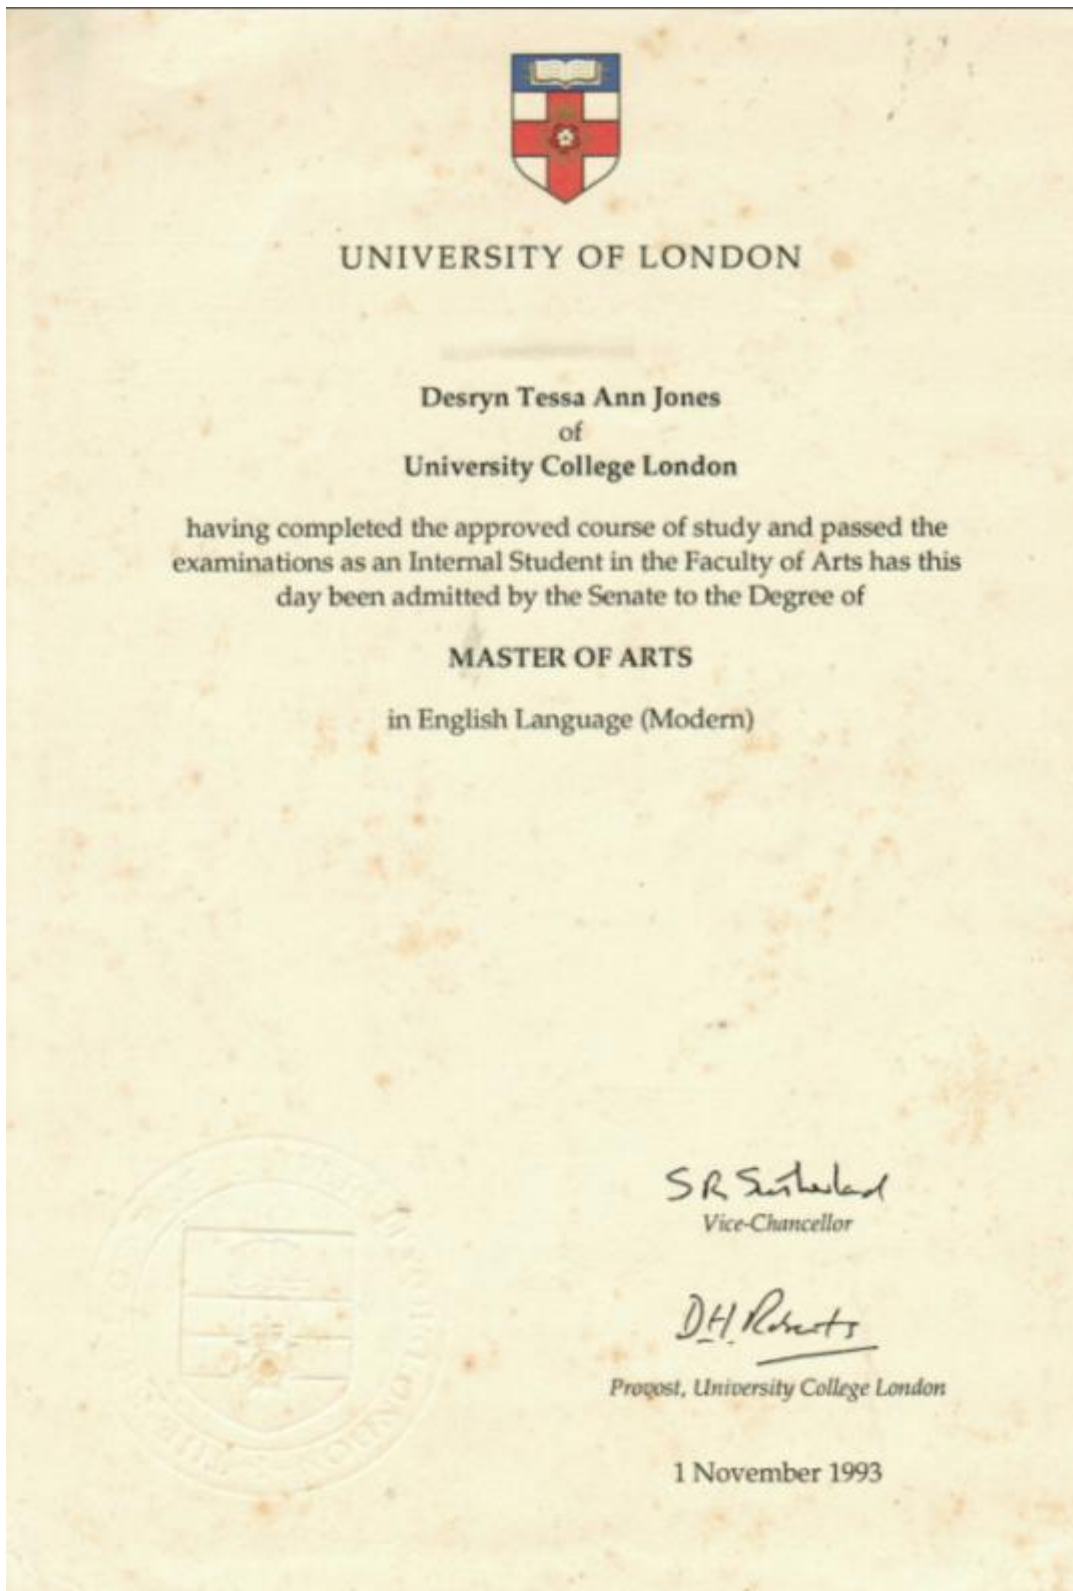 UNIVERSITY OF LONDON
Desryn Tessa Ann Jones
of
University College London
having completed the approved course of study and passed the
examinations as an Internal Student in the Faculty of Arts has this
day been admitted by the Senate to the Degree of
MASTER OF ARTS
in English Language (Modern)
S R Sutherland
Vice-Chancellor
D H Roberts
Provost, University College London
1 November 1993